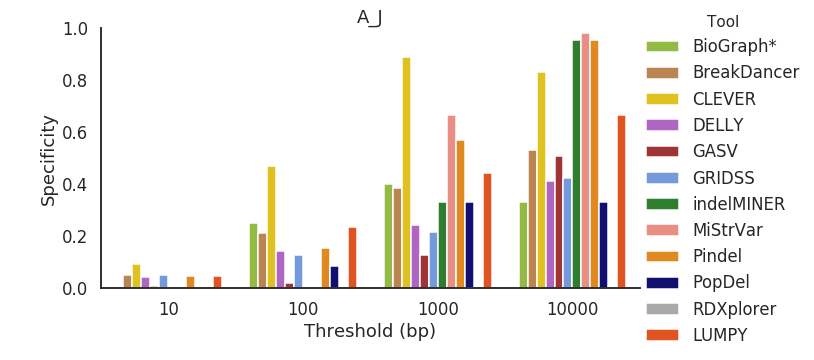 A_J
Specificity
1.0
0.8
0.6
0.4
0.2
0.0
10
100
1000
10000
Threshold (bp)
Tool
BioGraph*
BreakDancer
CLEVER
DELLY
GASV
GRIDSS
indelMINER
MiStrVar
Pindel
PopDel
RDXplorer
LUMPY